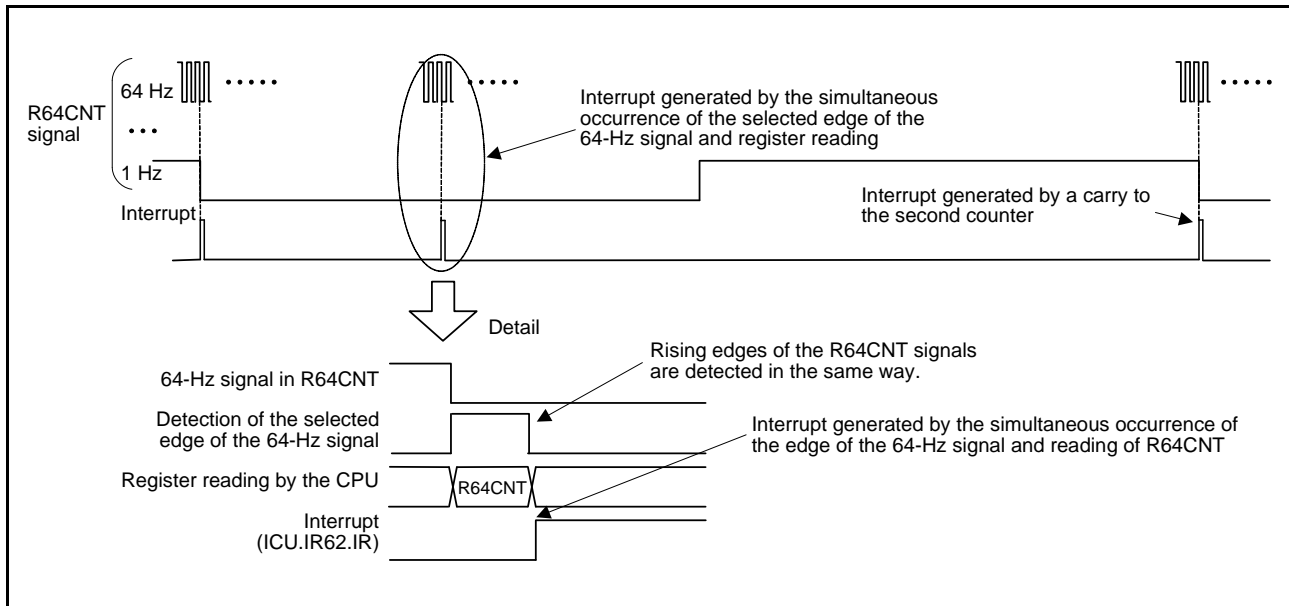 64 Hz
R64CNT
signal
1 Hz
Interrupt
Interrupt generated by the simultaneous
occurrence of the selected edge of the
64-Hz signal and register reading
Interrupt generated by a carry to
the second counter
Detail
64-Hz signal in R64CNT
Rising edges of the R64CNT signals
are detected in the same way.
Detection of the selected
edge of the 64-Hz signal
Interrupt generated by the simultaneous occurrence of
the edge of the 64-Hz signal and reading of R64CNT
Register reading by the CPU
R64CNT
Interrupt
(ICU.IR62.IR)